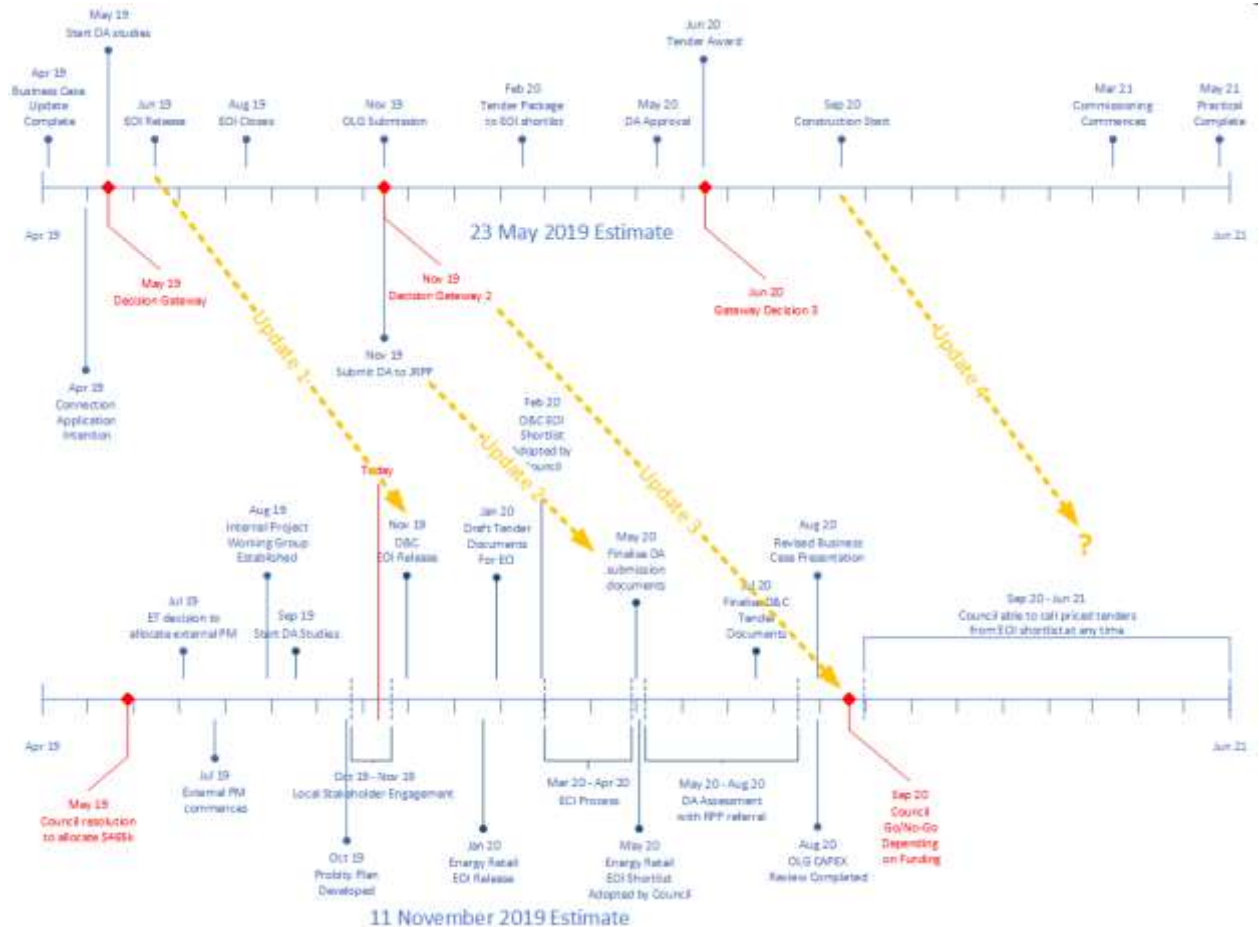 May 19
Start DA studies
Jun 20
Tender Award
Apr 19
Business Case
Update
Complete
Jun 19
EOI Release
Aug 19
EOI Closes
Nov 19
OLG Submission
Feb 20
Tender Package
to EOI shortlist
May 20
DA Approval
Sep 20
Construction Start
Mar 21
Commissioning
Commences
May 21
Practical
Complete
Apr 19
23 May 2019 Estimate
Jun 21
May 19
Decision Gateway
Nov 19
Decision Gateway 2
Jun 20
Gateway Decision 3
Update 1
Update 2
Update 3
Update 4
?
Nov 19
Submit DA to JRPP
Apr 19
Connection
Application
Intention
Feb 20
D&C EOI
Shortlist
Adopted by
Council
Today
Aug 19
Internal Project
Working Group
Established
Nov 19
D&C
EOI Release
Jan 20
Draft Tender
Documents
For EOI
May 20
Finalise DA
submission
documents
Aug 20
Revised Business
Case Presentation
Jul 19
ET decision to
allocate external PM
Sep 19
Start DA Studies
Jul 20
Finalise D&C
Tender
Documents
Sep 20 - Jun 21
Council able to call priced tenders
from EOI shortlist at any time
Apr 19
Jun 21
May 19
Council resolution
to allocate $465k
Jul 19
External PM
commences
Oct 19 - Nov 19
Local Stakeholder Engagement
Mar 20 - Apr 20
ECI Process
May 20 - Aug 20
DA Assessment
with RPP referral
Sep 20
Council
Go/No-Go
Depending
on Funding
Oct 19
Probity Plan
Developed
Jan 20
Energy Retail
EOI Release
May 20
Energy Retail
EOI Shortlist
Adopted by Council
Aug 20
OLG CAPEX
Review Completed
11 November 2019 Estimate